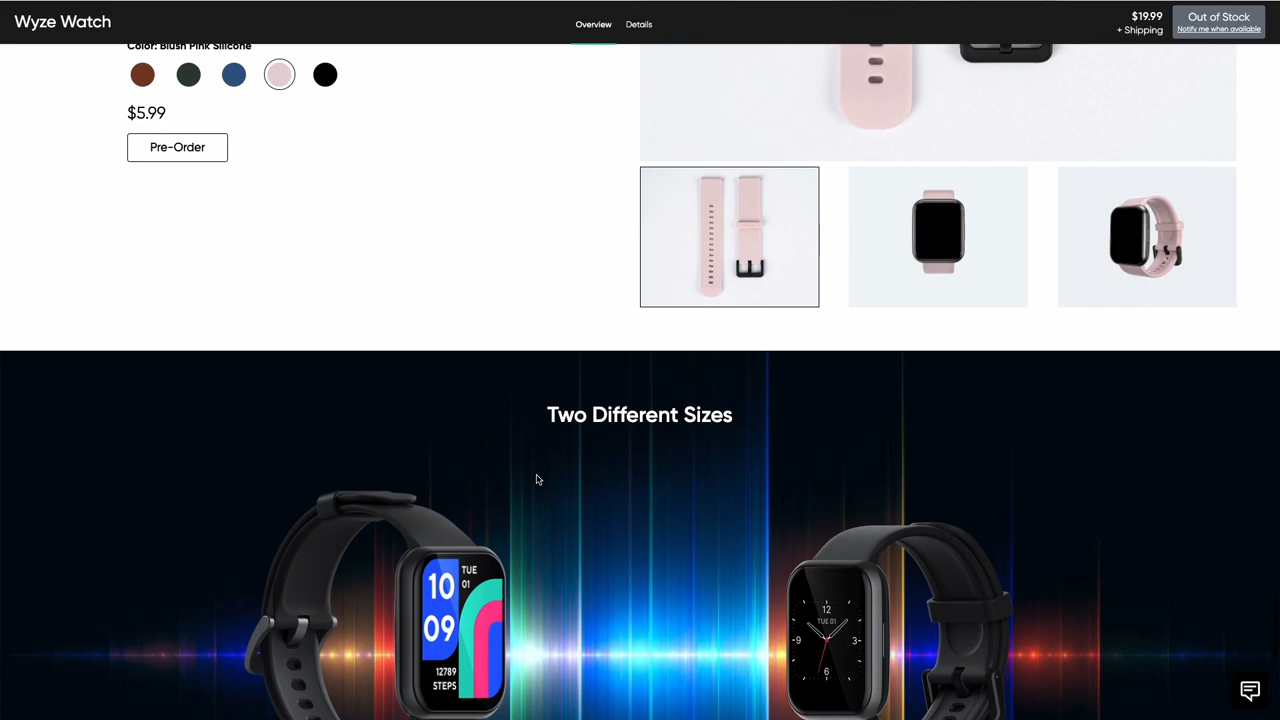 Wyze Watch
Overview
Details
$19.99
+ Shipping
Out of Stock
Notify me when available
Color: Blush Pink Silicone
$5.99
Pre-Order
Two Different Sizes
10
09
TUE
01
12789
STEPS
12
TUE 01
9
3
6